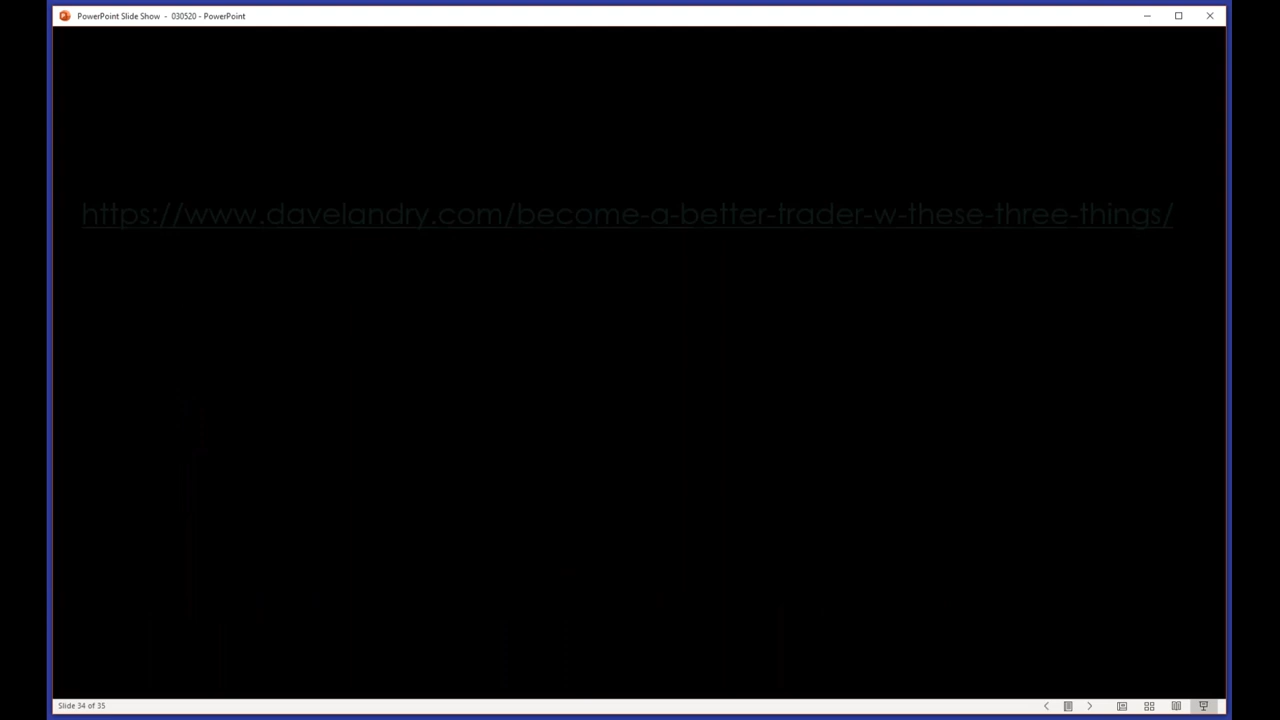 PowerPoint Slide Show - 030520 - PowerPoint
https://www.davelandry.com/become-a-better-trader-w-these-three-things/
Slide 34 of 35